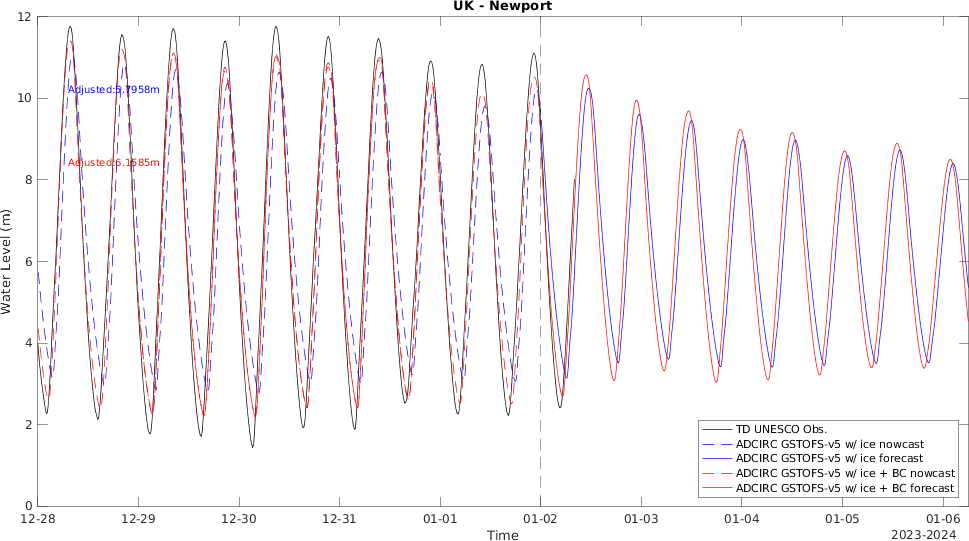 UK - Newport
12
10
8
6
4
2
0
Water Level (m)
Adjusted:5.7958m
Adjusted:6.1585m
TD UNESCO Obs.
ADCIRC GSTOFS-v5 w/ ice nowcast
ADCIRC GSTOFS-v5 w/ ice forecast
ADCIRC GSTOFS-v5 w/ ice + BC nowcast
ADCIRC GSTOFS-v5 w/ ice + BC forecast
12-28 12-29 12-30 12-31 01-01 01-02 01-03 01-04 01-05 01-06
Time
2023-2024